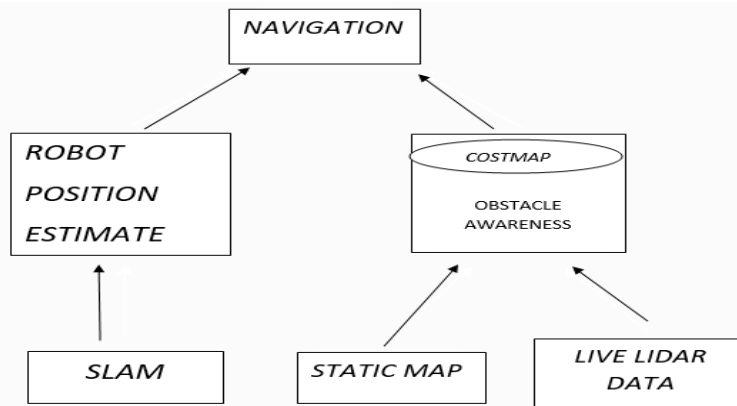 NAVIGATION
ROBOT
POSITION
ESTIMATE
COSTMAP
OBSTACLE
AWARENESS
SLAM
STATIC MAP
LIVE LIDAR
DATA